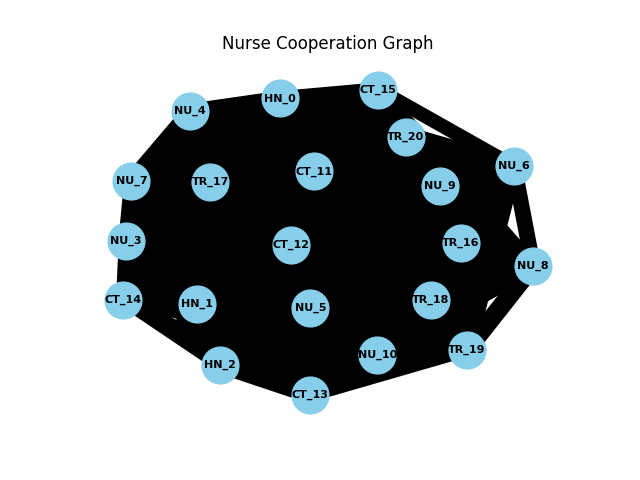 Nurse Cooperation Graph
CT_15
HN_0
NU_4
TR_20
NU_6
CT_11
NU_7
TR_17
NU_9
NU_3
CT_12
TR_16
NU_8
CT_14
HN_1
NU_5
TR_18
TR_19
NU_10
HN_2
CT_13